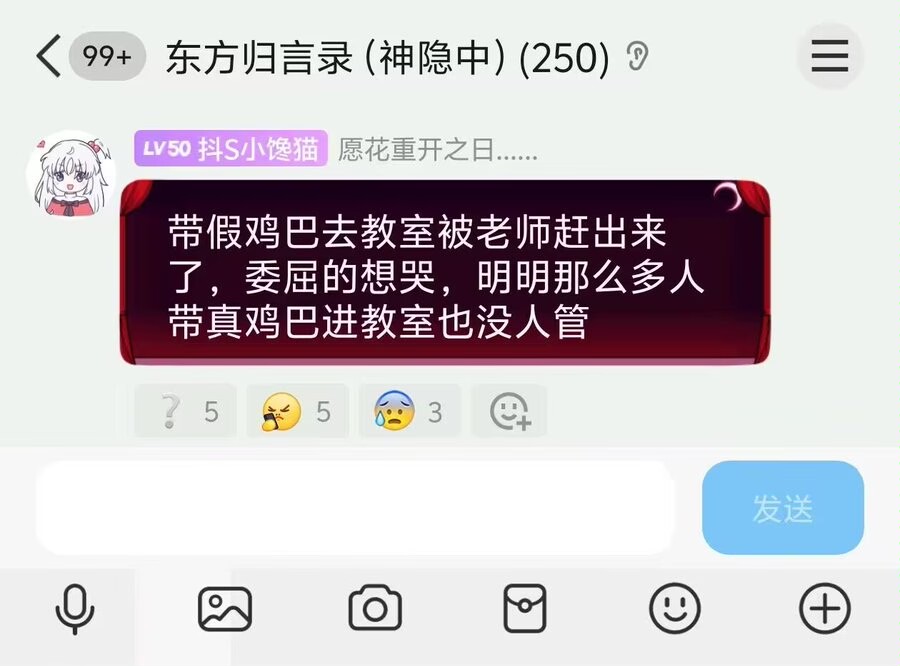 99+
东方归言录 (神隐中) (250)
LV50 抖S小馋猫 愿花重开之日......
带假鸡巴去教室被老师赶出来
了，委屈的想哭，明明那么多人
带真鸡巴进教室也没人管
❔ 5 5 3
发送